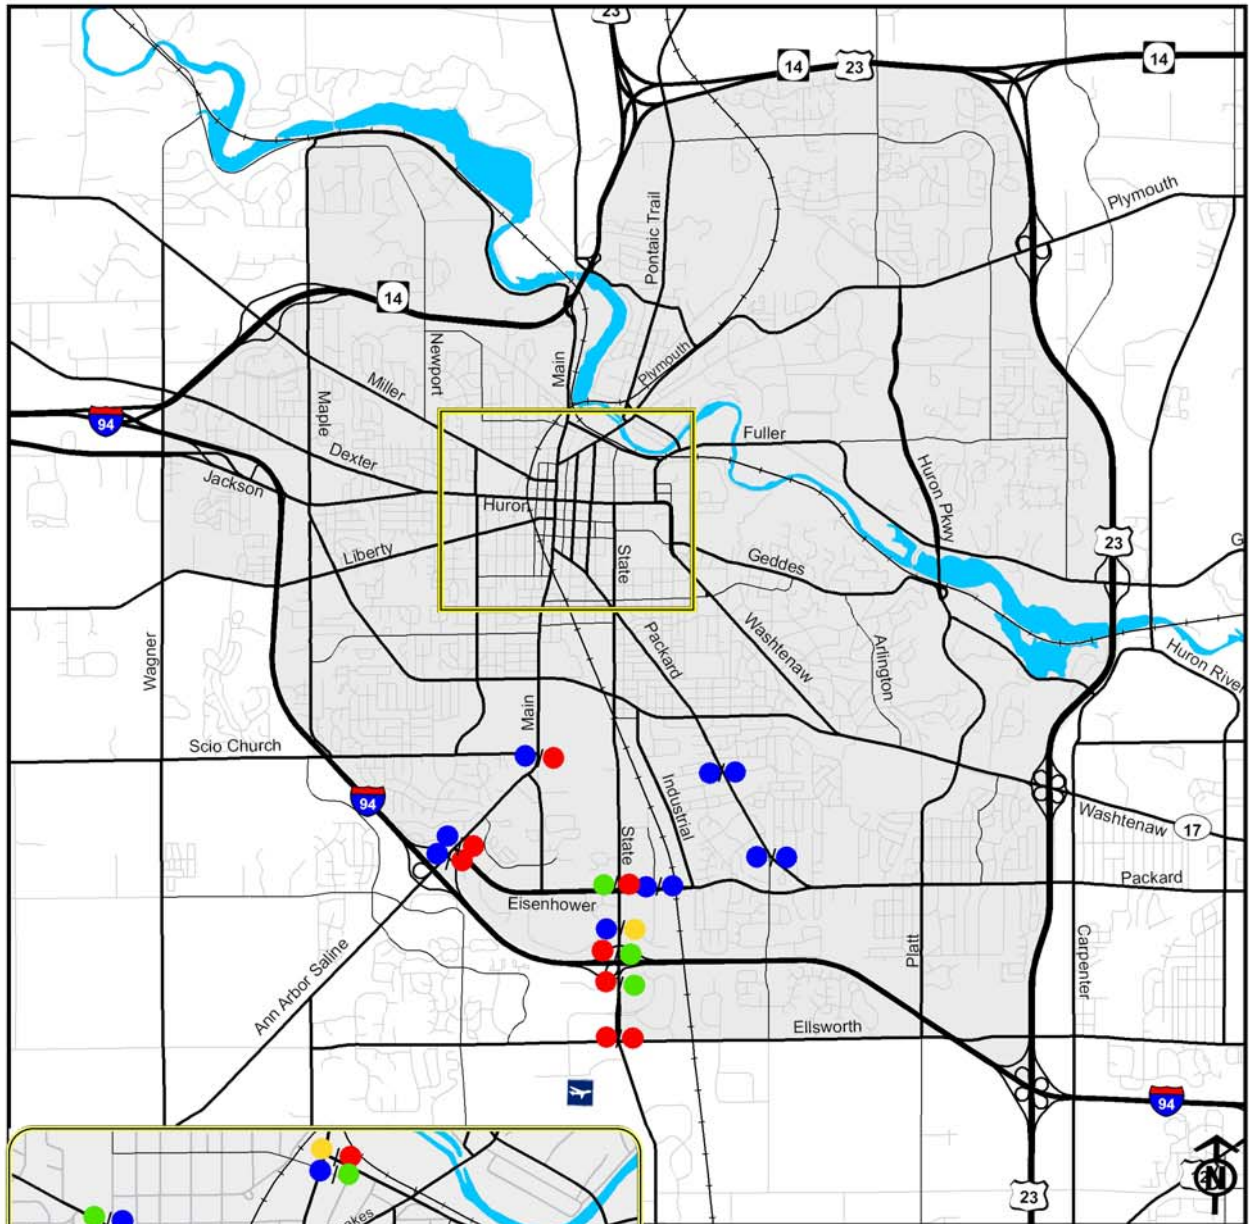 23
14
23
14
Plymouth
Pontaic Trail
14
Newport
Main
Plymouth
Miller
Maple
94
Fuller
Dexter
Jackson
Huron
Huron Pkwy
23
G
Liberty
State
Geddes
Wagner
Packard
Washtenaw
Arlington
Huron River
Main
Scio Church
94
Industrial
State
Washtenaw
17
Packard
Eisenhower
Ann Arbor Saline
Platt
Carpenter
Ellsworth
94
N
23